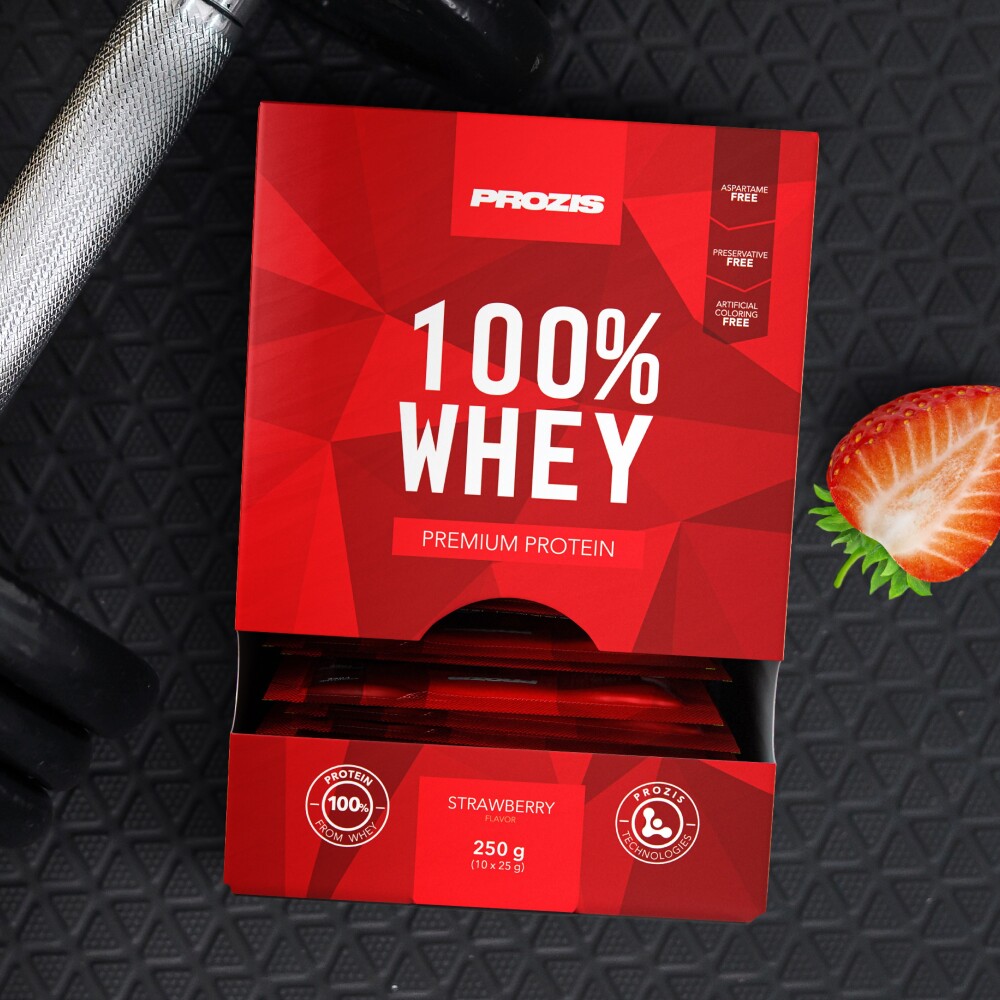 PROZIS
ASPARTAME
FREE
PRESERVATIVE
FREE
ARTIFICIAL
COLORING
FREE
100%
WHEY
PREMIUM PROTEIN
PROTEIN
100%
FROM WHEY
STRAWBERRY
FLAVOR
250 g
(10 x 25 g)
PROZIS
TECHNOLOGIES